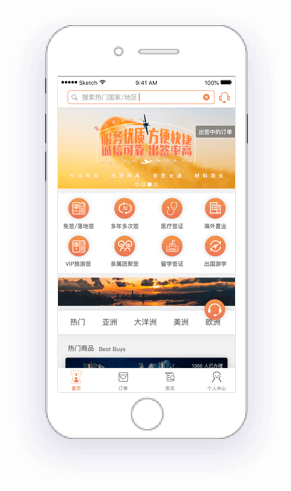 Sketch 9:41 AM 100%
搜索热门国家/地区
服务优质 方便快捷
诚信可靠 出签率高
出签中的订单
免签/落地签 多年多次签 医疗签证 海外置业
VIP旅游签 亲属团聚签 留学签证 出国游学
热门 亚洲 大洋洲 美洲 欧洲
热门商品 Best Buys
1986 人已办理
首页 订单 资讯 个人中心